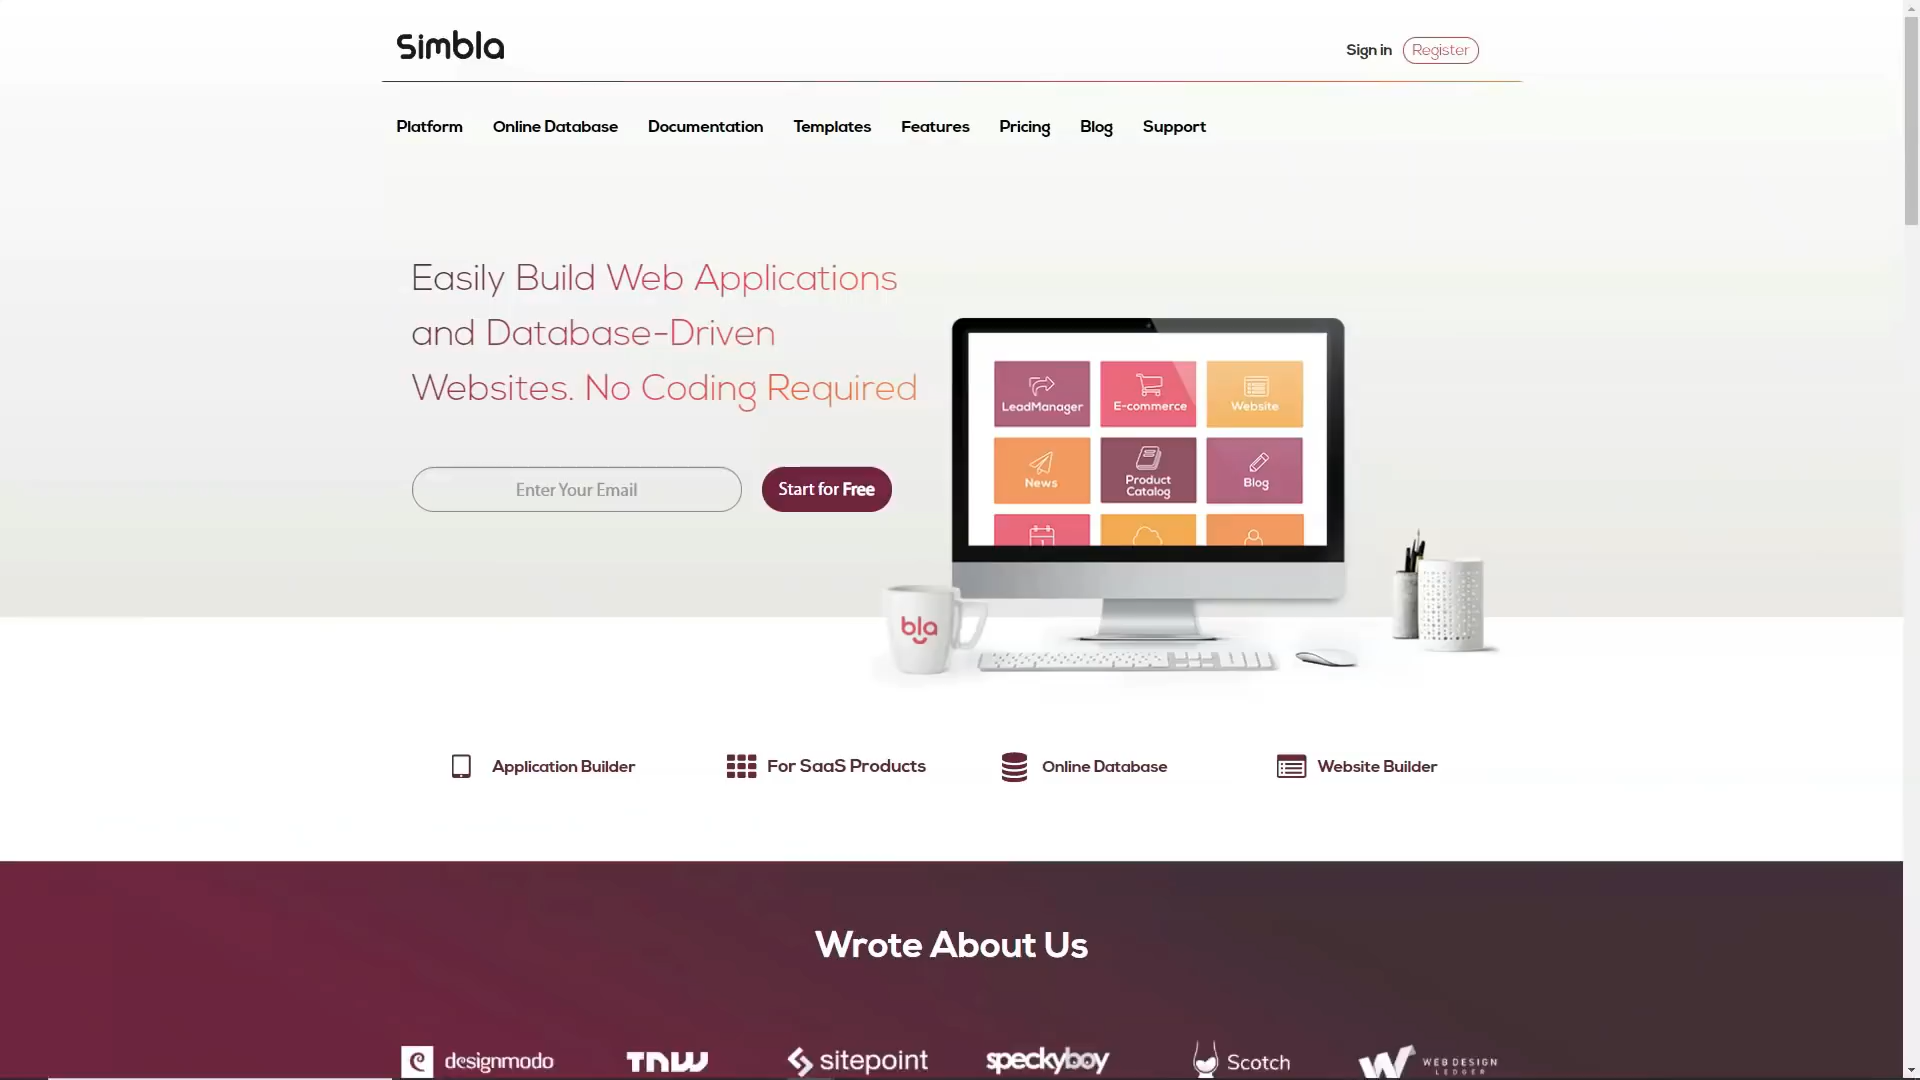 Simbla
Sign in Register
Platform Online Database Documentation Templates Features Pricing Blog Support
Easily Build Web Applications
and Database-Driven
Websites. No Coding Required
Enter Your Email
Start for Free
LeadManager E-commerce Website
News Product Catalog Blog
1
bla
Application Builder For SaaS Products Online Database Website Builder
Wrote About Us
designmodo TNW sitepoint speckyboy Scotch WEB DESIGN LEDGER